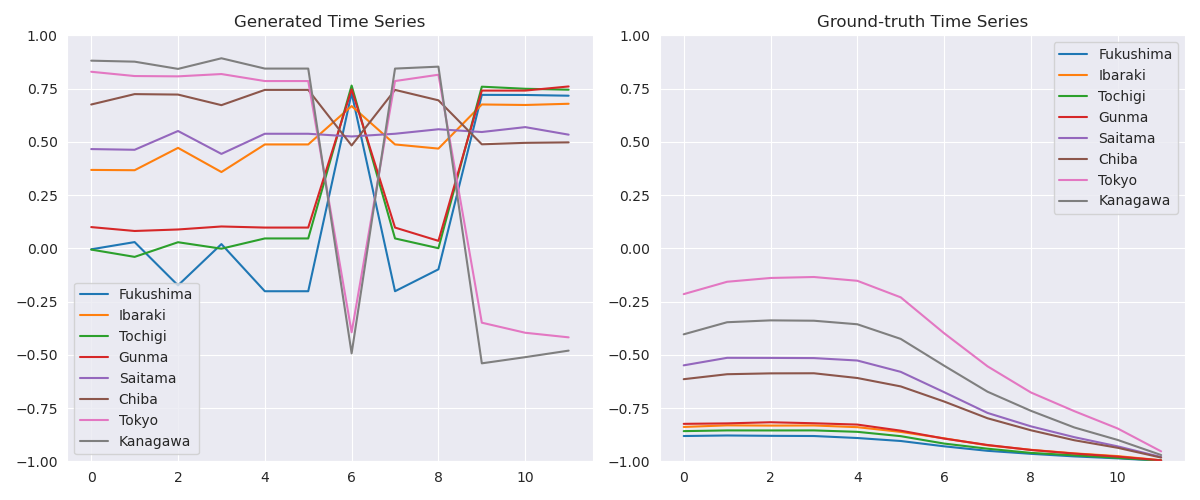 Generated Time Series
1.00
0.75
0.50
0.25
0.00
−0.25
−0.50
−0.75
−1.00
0 2 4 6 8 10
Fukushima
Ibaraki
Tochigi
Gunma
Saitama
Chiba
Tokyo
Kanagawa
Ground-truth Time Series
1.00
0.75
0.50
0.25
0.00
−0.25
−0.50
−0.75
−1.00
0 2 4 6 8 10
Fukushima
Ibaraki
Tochigi
Gunma
Saitama
Chiba
Tokyo
Kanagawa